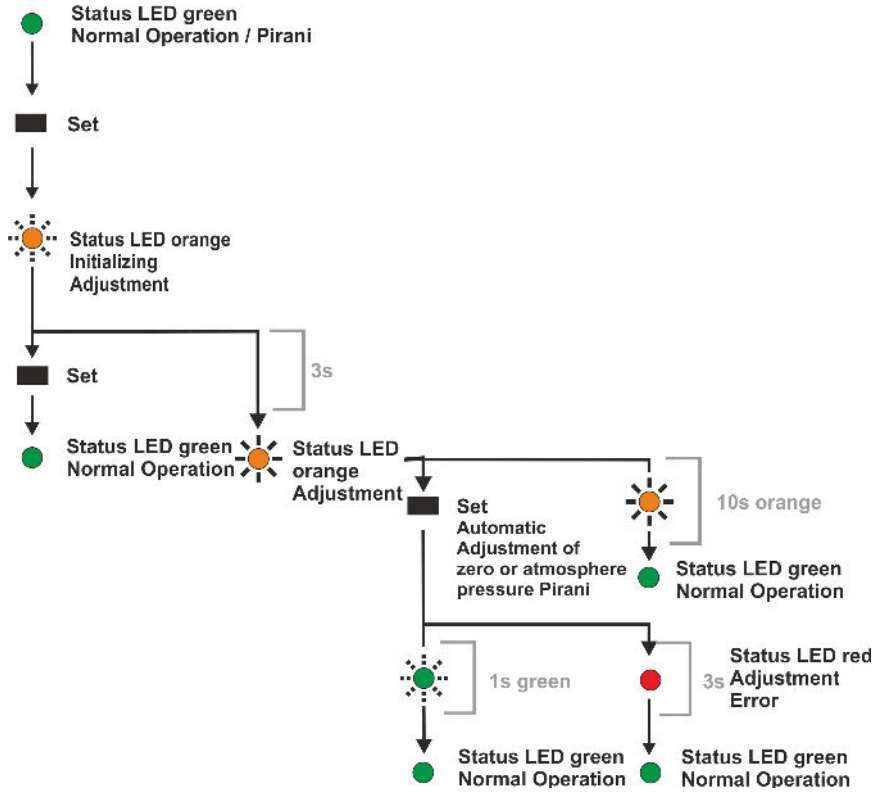 Status LED green
Normal Operation / Pirani
Set
Status LED orange
Initializing
Adjustment
3s
Set
Status LED green
Normal Operation
Status LED
orange
Adjustment
Set
Automatic
Adjustment of
zero or atmosphere
pressure Pirani
10s orange
Status LED green
Normal Operation
1s green
3s
Status LED red
Adjustment
Error
Status LED green
Normal Operation
Status LED green
Normal Operation